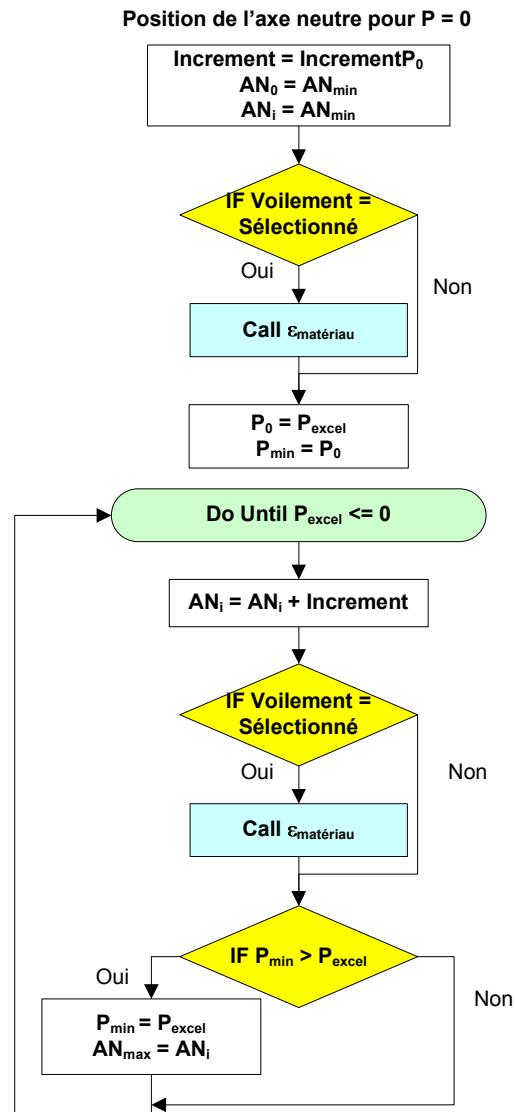 Position de l'axe neutre pour P = 0
Increment = IncrementP₀
AN₀ = ANₘᵢₙ
ANᵢ = ANₘᵢₙ
IF Voilement =
Sélectionné
Oui
Non
Call εₘₐₜéᵣᵢₐᵤ
P₀ = Pₑₓcₑₗ
Pₘᵢₙ = P₀
Do Until Pₑₓcₑₗ <= 0
ANᵢ = ANᵢ + Increment
IF Voilement =
Sélectionné
Oui
Non
Call εₘₐₜéᵣᵢₐᵤ
IF Pₘᵢₙ > Pₑₓcₑₗ
Oui
Non
Pₘᵢₙ = Pₑₓcₑₗ
ANₘₐₓ = ANᵢ